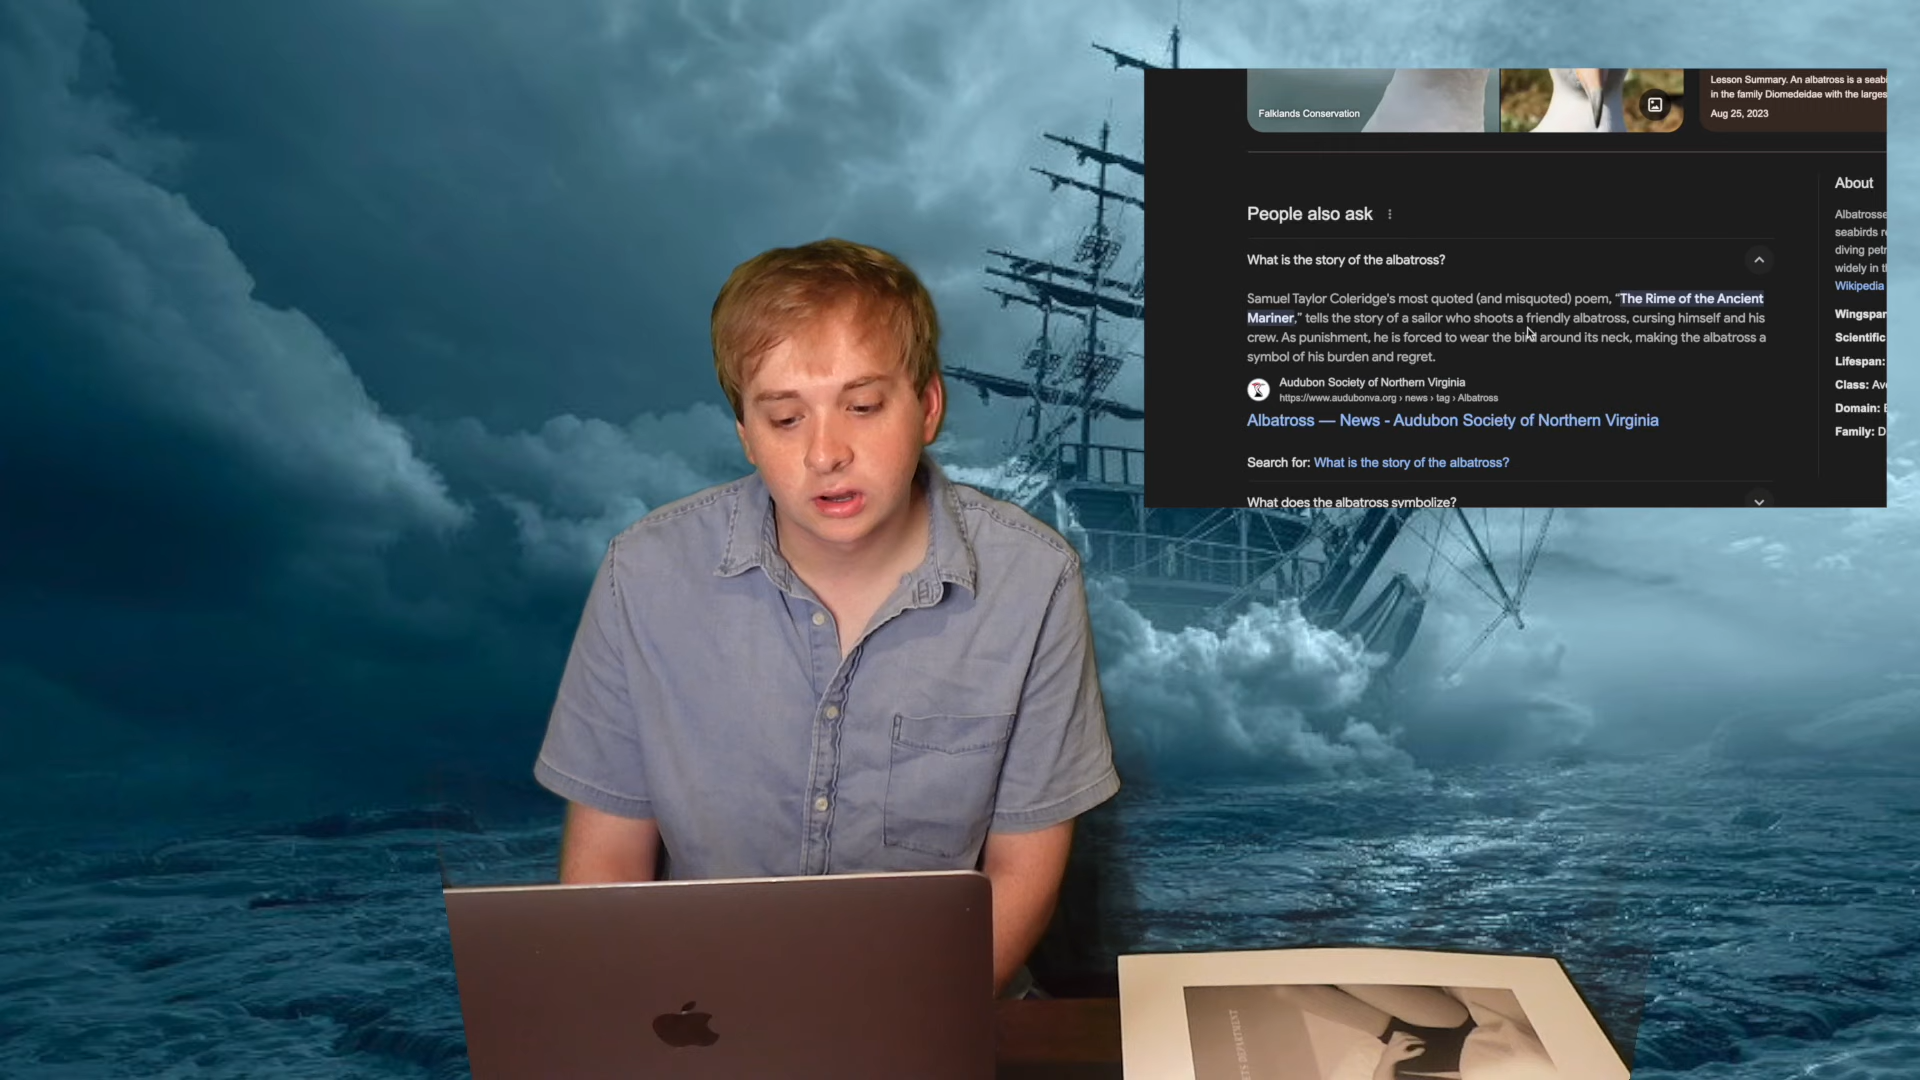 Falklands Conservation
Lesson Summary. An albatross is a
in the family Diomedeidae with the
Aug 25, 2023
People also ask
What is the story of the albatross?
Samuel Taylor Coleridge's most quoted (and misquoted) poem, "The Rime of the Ancient
Mariner," tells the story of a sailor who shoots a friendly albatross, cursing himself and his
crew. As punishment, he is forced to wear the bird around its neck, making the albatross a
symbol of his burden and regret.
Audubon Society of Northern Virginia
https://www.audubonva.org › news › tag › Albatross
Albatross — News - Audubon Society of Northern Virginia
Search for: What is the story of the albatross?
What does the albatross symbolize?
About
diving
widely in
Wikipedia
Scientific
Lifespan:
Class:
Domain:
Family:
DEPARTMENT